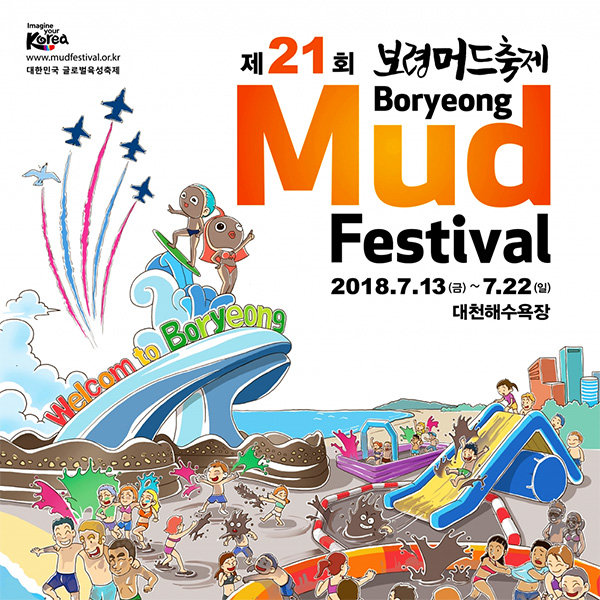 Imagine
your
Korea
www.mudfestival.or.kr
대한민국 글로벌육성축제
제21회 보령머드축제
Boryeong
Mud
Festival
2018.7.13(금) ~ 7.22(일)
대천해수욕장
Welcom to Boryeong